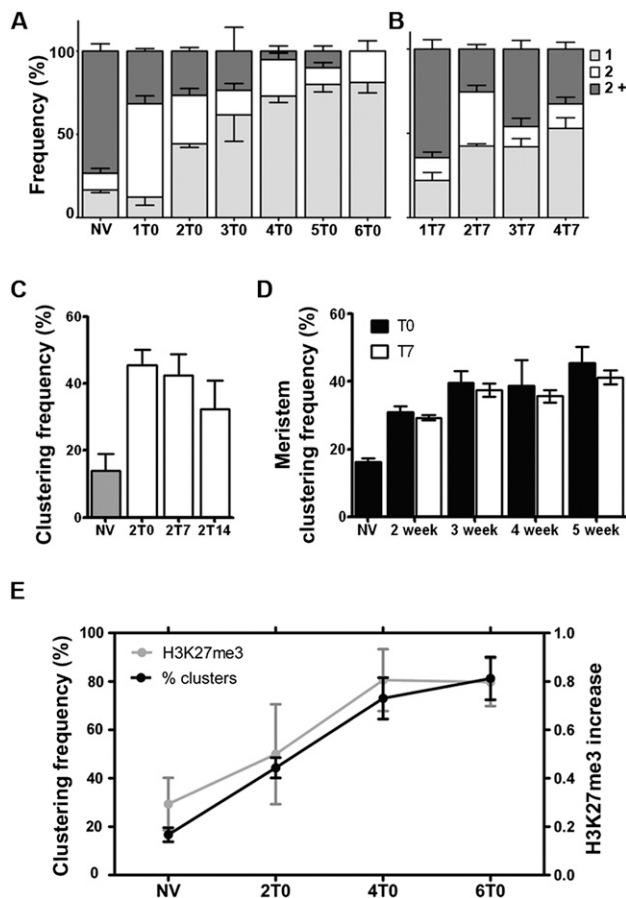 A
B
Frequency (%)
100
50
0
NV 1T0 2T0 3T0 4T0 5T0 6T0
1T7 2T7 3T7 4T7
1
2
2 +
C
D
Clustering frequency (%)
60
40
20
0
NV 2T0 2T7 2T14
Meristem
clustering frequency (%)
60
40
20
0
T0
T7
NV 2 week 3 week 4 week 5 week
E
Clustering frequency (%)
100
80
60
40
20
0
H3K27me3
% clusters
1.0
0.8
0.6
0.4
0.2
0.0
H3K27me3 increase
NV 2T0 4T0 6T0